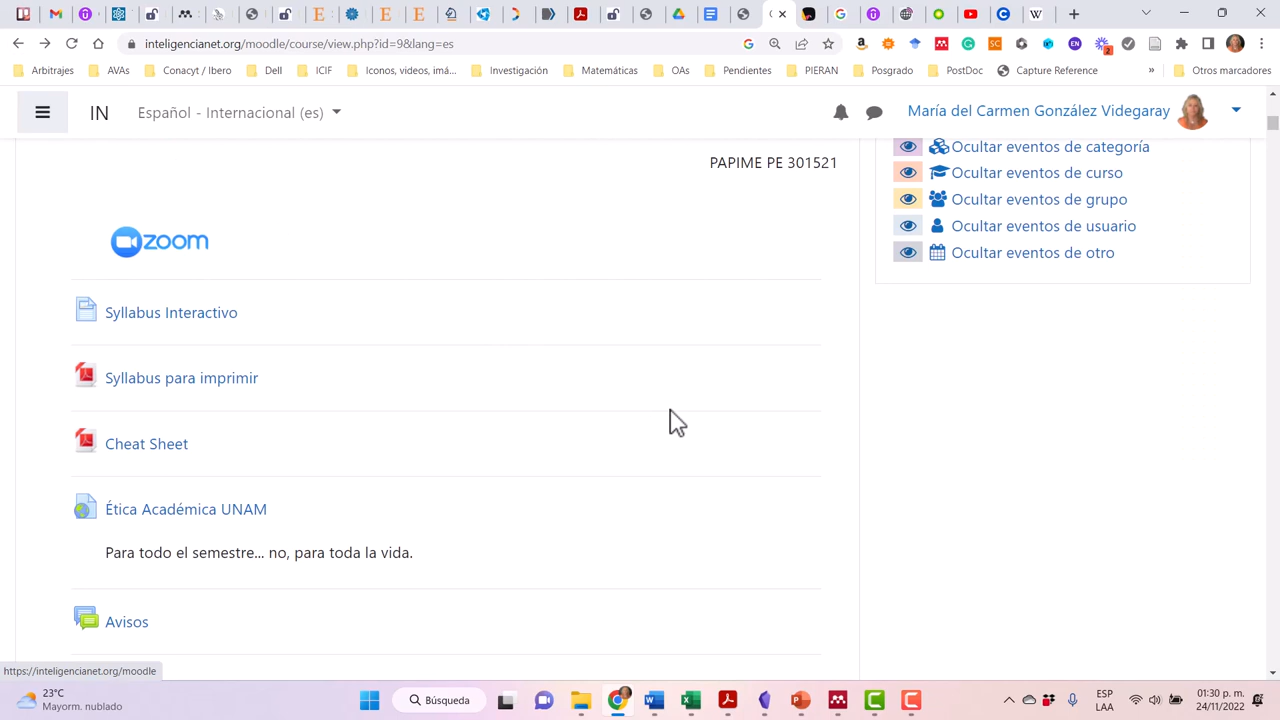 inteligencianet.org/moodle/course/view.php?id=9&lang=es
Arbitrajes
AVAs
Conacyt / Ibero
Dell
ICIF
Iconos, videos, imá...
Investigación
Matemáticas
OAs
Pendientes
PIERAN
Posgrado
PostDoc
Capture Reference
»
Otros marcadores
IN
Español - Internacional (es)
María del Carmen González Videgaray
PAPIME PE 301521
Ocultar eventos de categoría
Ocultar eventos de curso
Ocultar eventos de grupo
Ocultar eventos de usuario
Ocultar eventos de otro
zoom
Syllabus Interactivo
Syllabus para imprimir
Cheat Sheet
Ética Académica UNAM
Para todo el semestre... no, para toda la vida.
Avisos
https://inteligencianet.org/moodle
23°C
Mayorm. nublado
Búsqueda
ESP
LAA
01:30 p. m.
24/11/2022